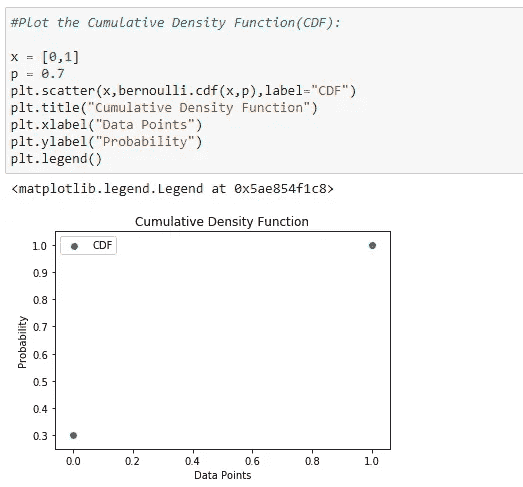 #Plot the Cumulative Density Function(CDF):
x = [0,1]
p = 0.7
plt.scatter(x,bernoulli.cdf(x,p),label="CDF")
plt.title("Cumulative Density Function")
plt.xlabel("Data Points")
plt.ylabel("Probability")
plt.legend()
<matplotlib.legend.Legend at 0x5ae854f1c8>
Cumulative Density Function
CDF
1.0
0.9
0.8
0.7
0.6
0.5
0.4
0.3
Probability
0.0 0.2 0.4 0.6 0.8 1.0
Data Points